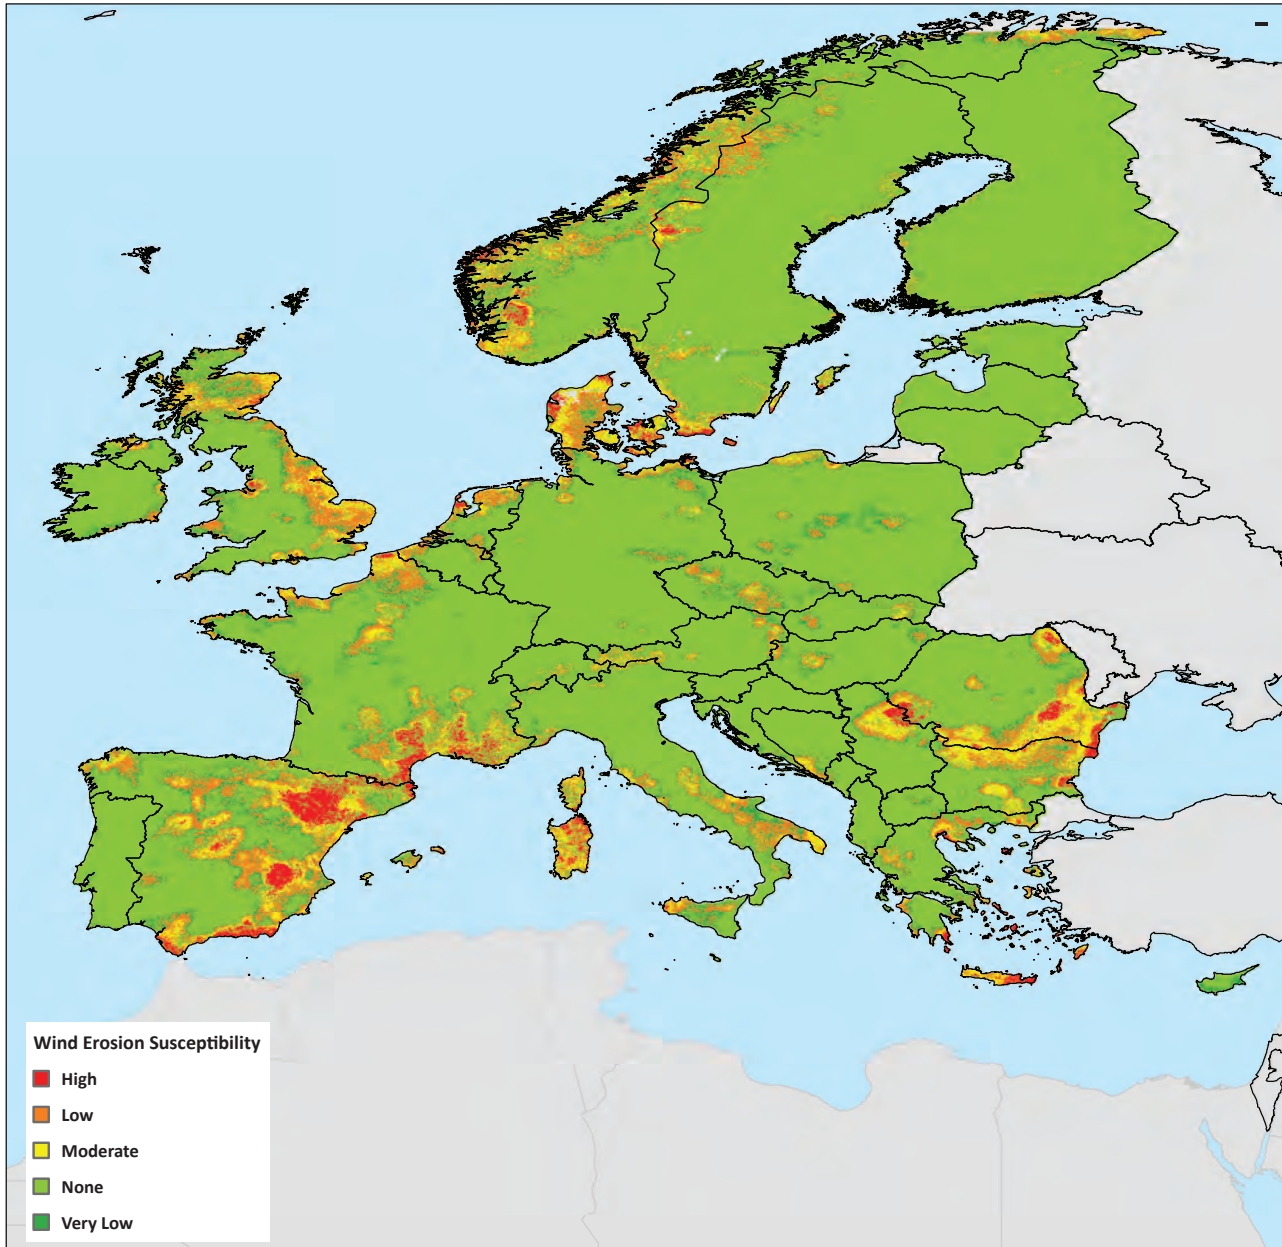 Wind Erosion Susceptibility
High
Low
Moderate
None
Very Low